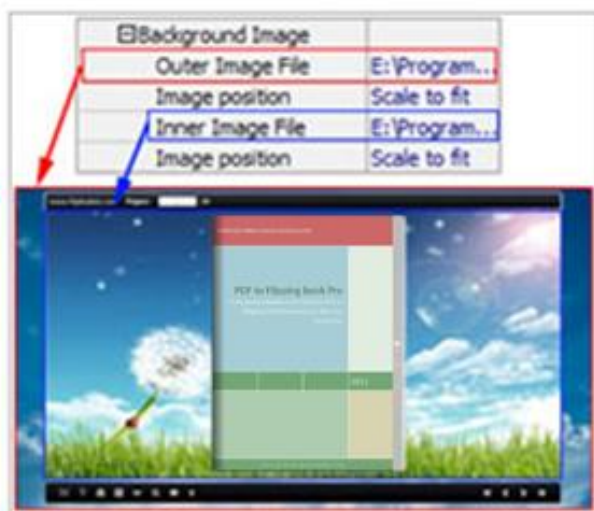 Background Image
Outer Image File E:\Program...
Image position Scale to fit
Inner Image File E:\Program...
Image position Scale to fit
PDF to Flipping Book Pro
2011